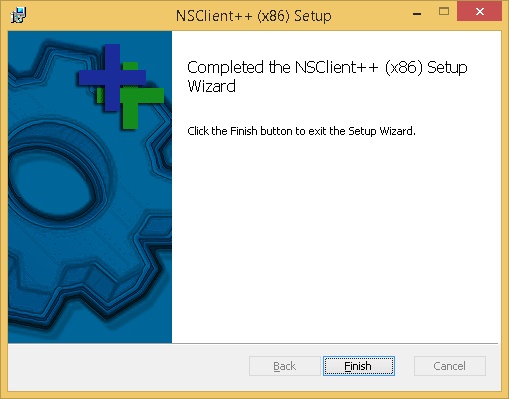 NSClient++ (x86) Setup
Completed the NSClient++ (x86) Setup
Wizard
Click the Finish button to exit the Setup Wizard.
Back
Finish
Cancel